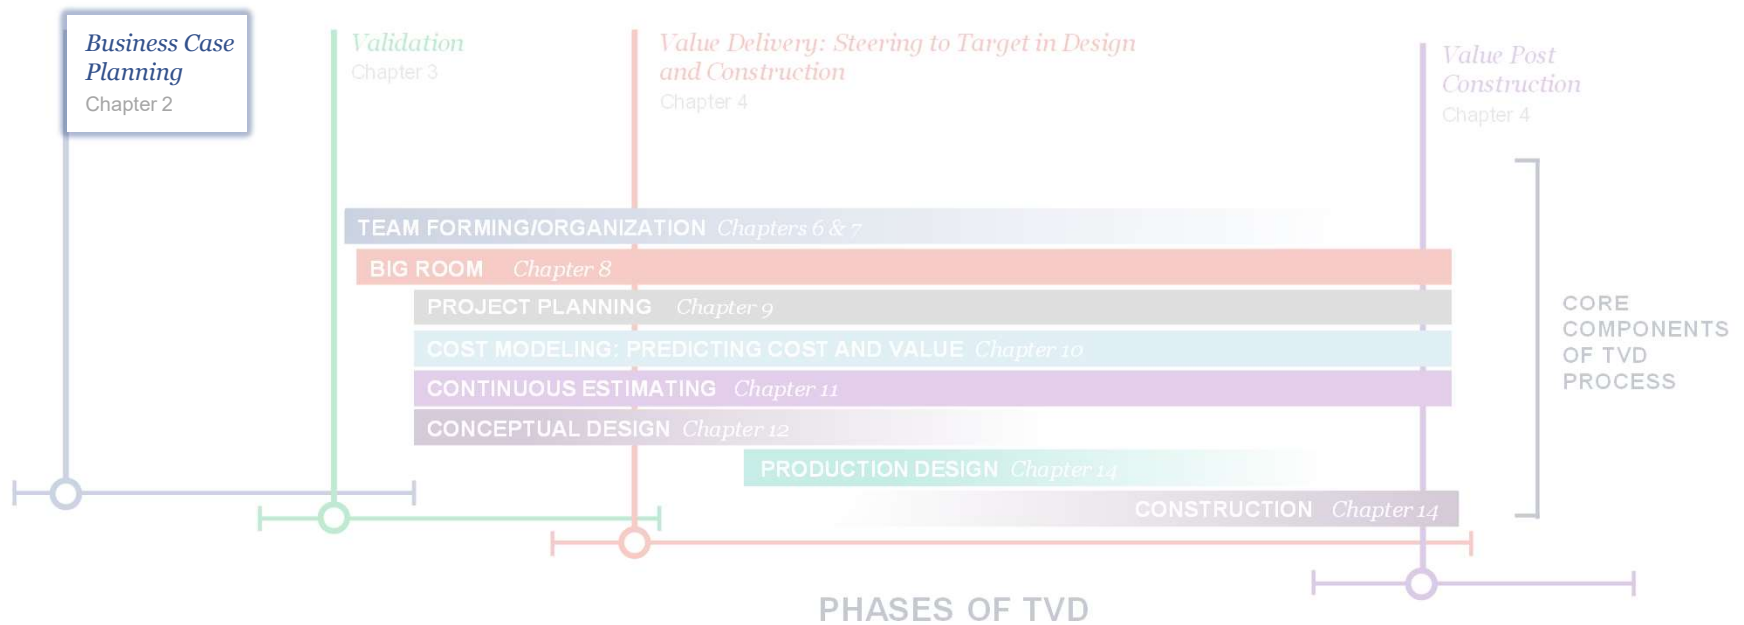 Business Case
Planning
Chapter 2
Validation
Chapter 3
Value Delivery: Steering to Target in Design
and Construction
Chapter 4
Value Post
Construction
Chapter 4
TEAM FORMING/ORGANIZATION Chapters 6 & 7
BIG ROOM Chapter 8
PROJECT PLANNING Chapter 9
COST MODELING: PREDICTING COST AND VALUE Chapter 10
CONTINUOUS ESTIMATING Chapter 11
CONCEPTUAL DESIGN Chapter 12
PRODUCTION DESIGN Chapter 14
CONSTRUCTION Chapter 14
CORE
COMPONENTS
OF TVD
PROCESS
PHASES OF TVD